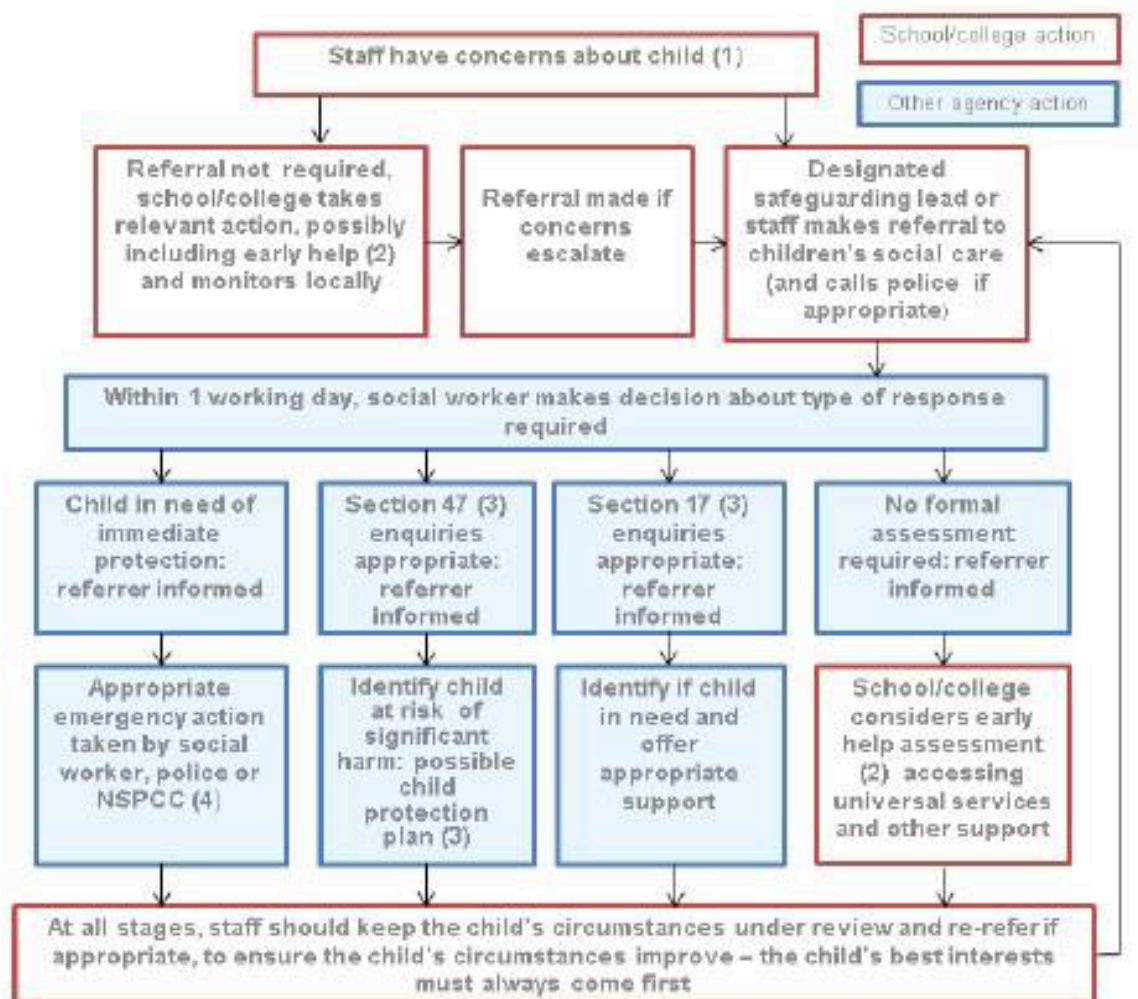 Staff have concerns about child (1)
School/college action
Other agency action
Referral not required,
school/college takes
relevant action, possibly
including early help (2)
and monitors locally
Referral made if
concerns
escalate
Designated
safeguarding lead or
staff makes referral to
children's social care
(and calls police if
appropriate)
Within 1 working day, social worker makes decision about type of response
required
Child in need of
immediate
protection:
referrer informed
Section 47 (3)
enquiries
appropriate:
referrer
informed
Section 17 (3)
enquiries
appropriate:
referrer
informed
No formal
assessment
required: referrer
informed
Appropriate
emergency action
taken by social
worker, police or
NSPCC (4)
Identify child
at risk of
significant
harm: possible
child
protection
plan (3)
Identify if child
in need and
offer
appropriate
support
School/college
considers early
help assessment
(2) accessing
universal services
and other support
At all stages, staff should keep the child's circumstances under review and re-refer if
appropriate, to ensure the child's circumstances improve – the child's best interests
must always come first